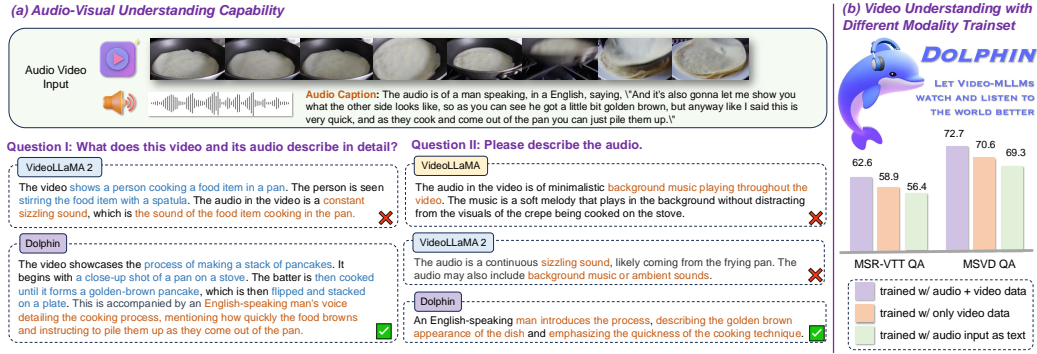 (a) Audio-Visual Understanding Capability
Audio Video
Input
Audio Caption: The audio is of a man speaking, in a English, saying, \"And it's also gonna let me show you
what the other side looks like, so as you can see he got a little bit golden brown, but anyway like I said this is
very quick, and as they cook and come out of the pan you can just pile them up.\"
Question I: What does this video and its audio describe in detail?
VideoLLaMA 2
The video shows a person cooking a food item in a pan. The person is seen
stirring the food item with a spatula. The audio in the video is a constant
sizzling sound, which is the sound of the food item cooking in the pan.
Dolphin
The video showcases the process of making a stack of pancakes. It
begins with a close-up shot of a pan on a stove. The batter is then cooked
until it forms a golden-brown pancake, which is then flipped and stacked
on a plate. This is accompanied by an English-speaking man's voice
detailing the cooking process, mentioning how quickly the food browns
and instructing to pile them up as they come out of the pan.
Question II: Please describe the audio.
VideoLLaMA
The audio in the video is of minimalistic background music playing throughout the
video. The music is a soft melody that plays in the background without distracting
from the visuals of the crepe being cooked on the stove.
VideoLLaMA 2
The audio is a continuous sizzling sound, likely coming from the frying pan. The
audio may also include background music or ambient sounds.
Dolphin
An English-speaking man introduces the process, describing the golden brown
appearance of the dish and emphasizing the quickness of the cooking technique.
(b) Video Understanding with
Different Modality Trainset
DOLPHIN
LET VIDEO-MLLMS
WATCH AND LISTEN TO
THE WORLD BETTER
62.6
58.9
56.4
72.7
70.6
69.3
MSR-VTT QA
MSVD QA
trained w/ audio + video data
trained w/ only video data
trained w/ audio input as text